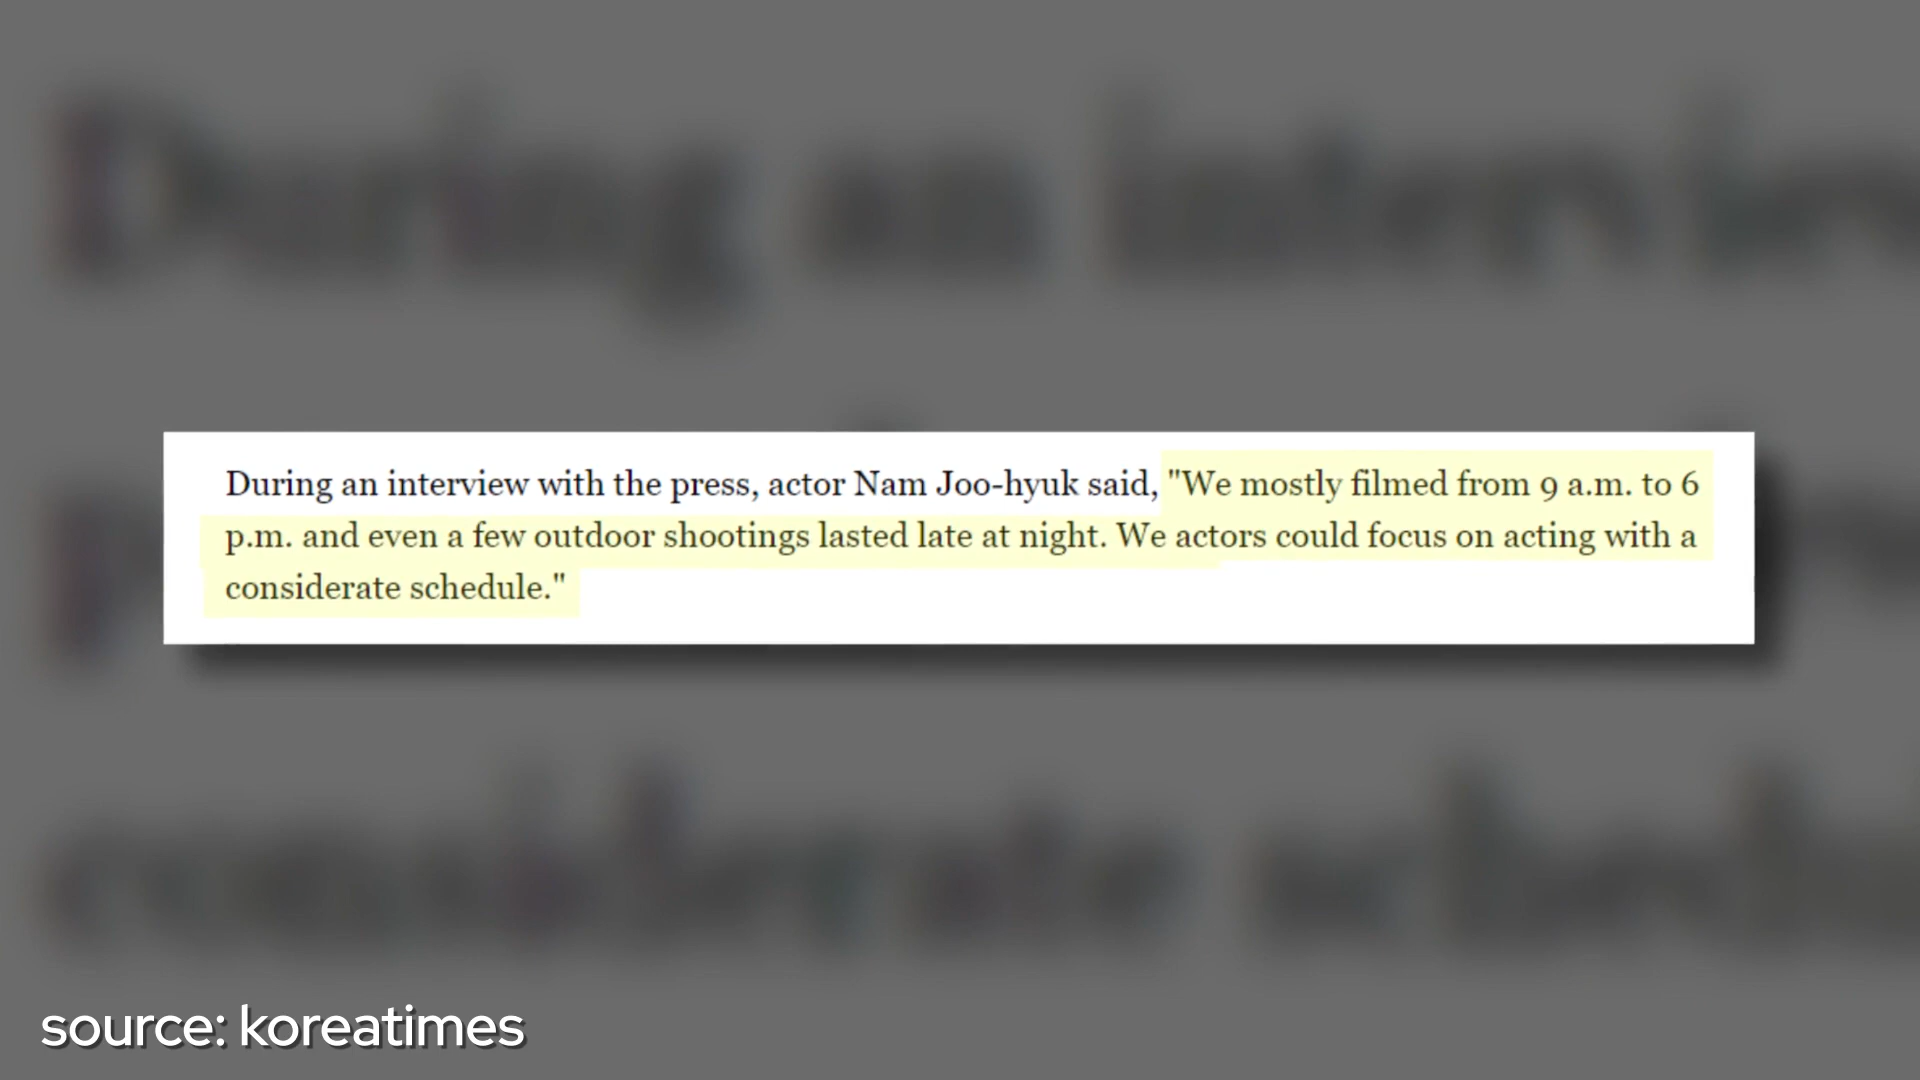 During an interview with the press, actor Nam Joo-hyuk said, "We mostly filmed from 9 a.m. to 6
p.m. and even a few outdoor shootings lasted late at night. We actors could focus on acting with a
considerate schedule."
source: koreatimes